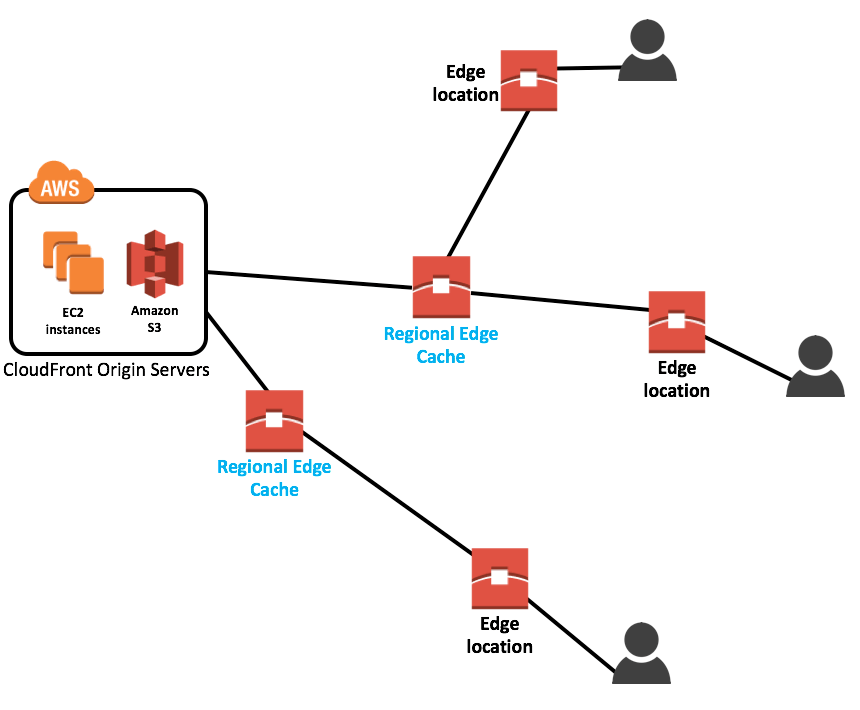 Edge
location
AWS
EC2
instances
Amazon
S3
CloudFront Origin Servers
Regional Edge
Cache
Edge
location
Regional Edge
Cache
Edge
location